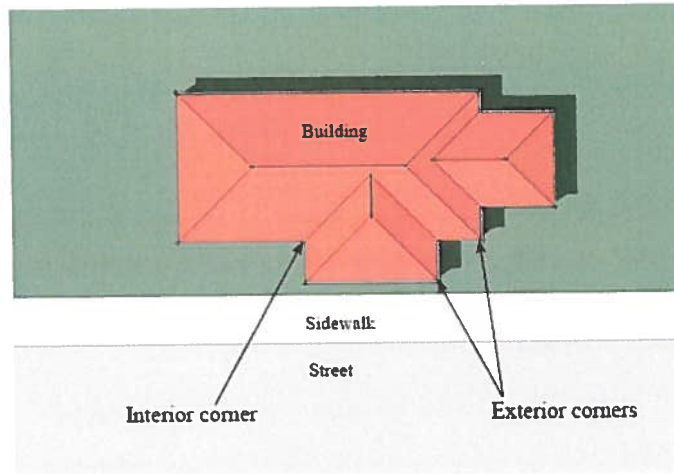 Building
Sidewalk
Street
Interior corner
Exterior corners